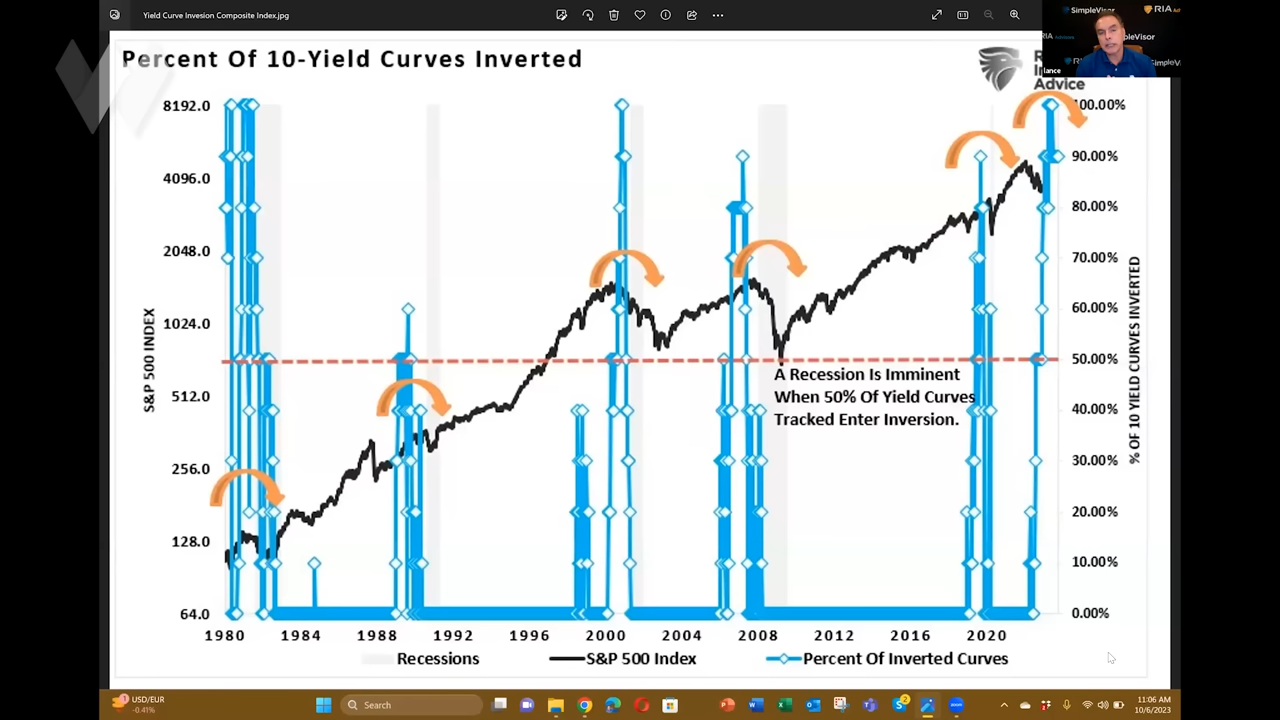 Yield Curve Invesion Composite Index.jpg
SimpleVisor
RIA
lance
Percent Of 10-Yield Curves Inverted
Advice
8192.0
4096.0
2048.0
1024.0
512.0
256.0
128.0
64.0
S&P 500 INDEX
100.00%
90.00%
80.00%
70.00%
60.00%
50.00%
40.00%
30.00%
20.00%
10.00%
0.00%
% OF 10 YIELD CURVES INVERTED
A Recession Is Imminent
When 50% Of Yield Curves
Tracked Enter Inversion.
1980 1984 1988 1992 1996 2000 2004 2008 2012 2016 2020
Recessions S&P 500 Index Percent Of Inverted Curves
USD/EUR
-0.41%
Search
11:06 AM
10/6/2023